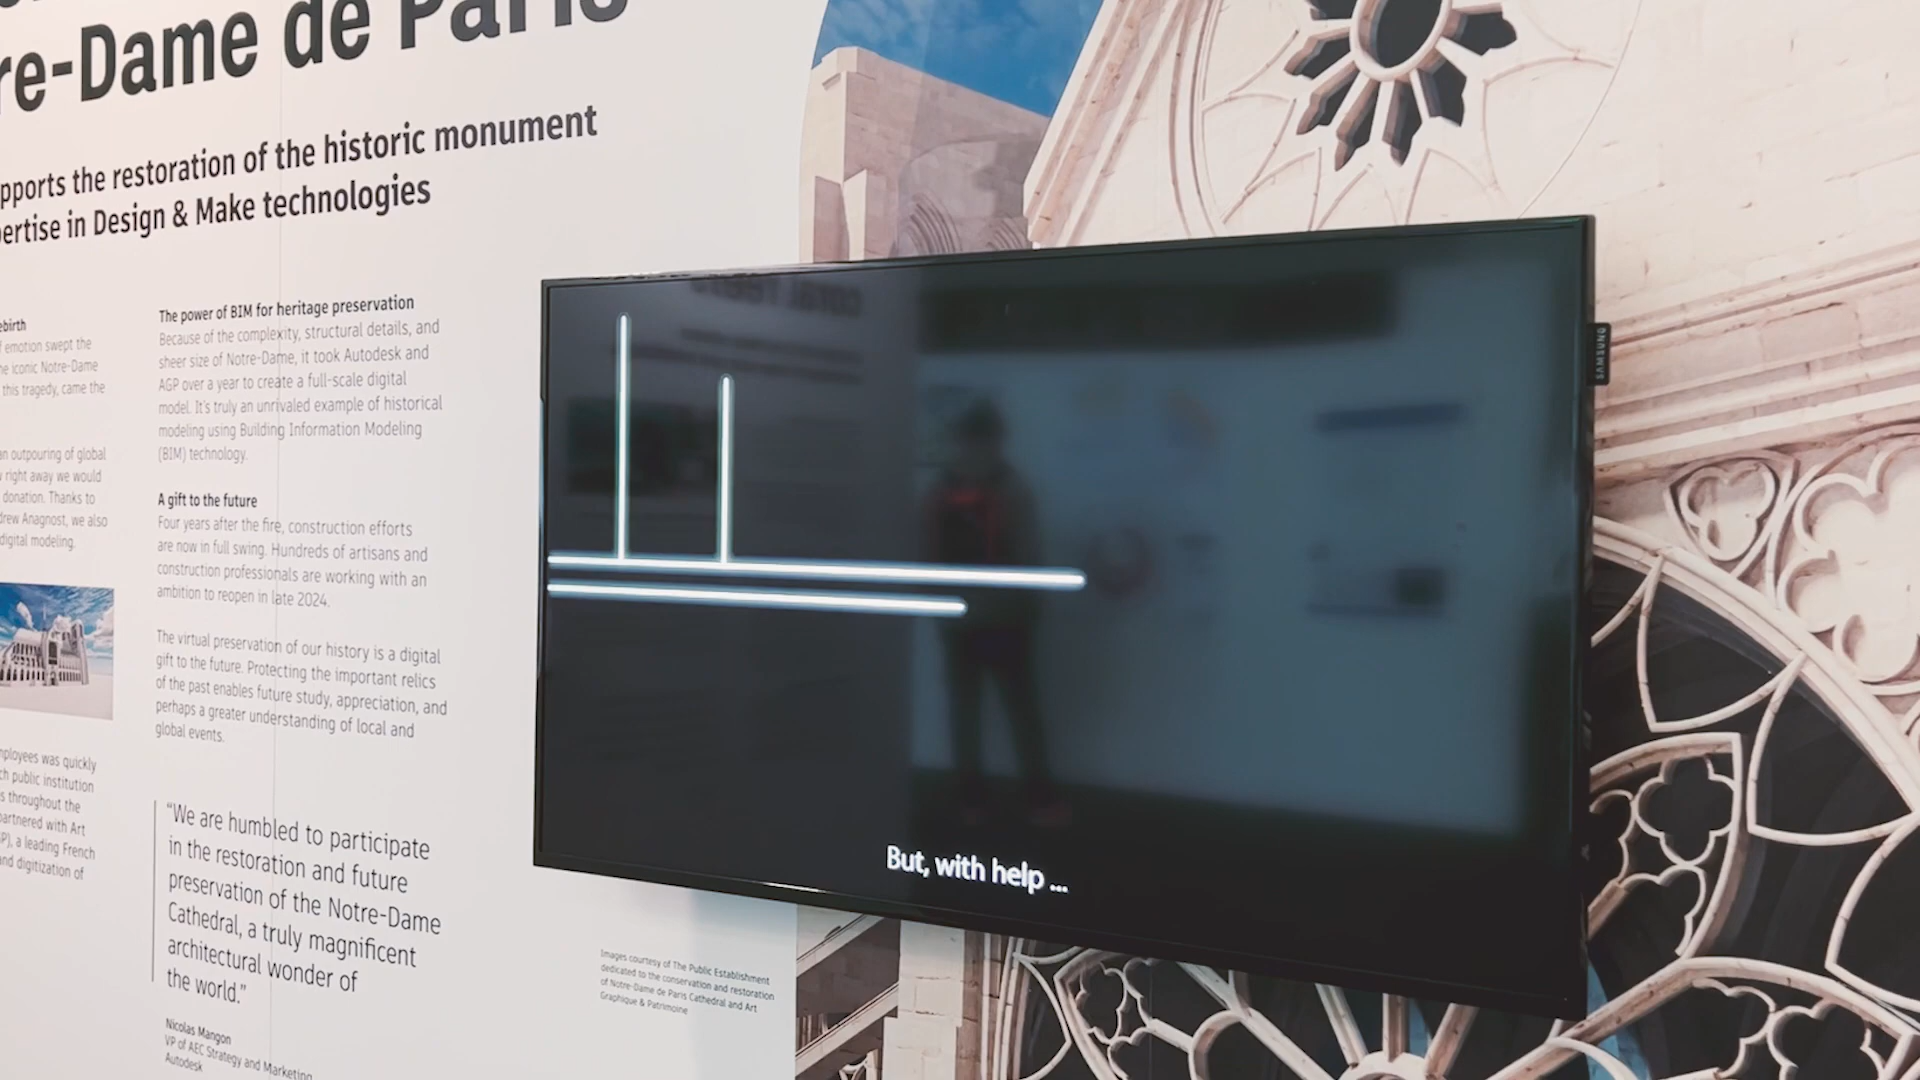 re-Dame de Paris
pports the restoration of the historic monument
ertise in Design & Make technologies
ebirth
f emotion swept the
he iconic Notre-Dame
this tragedy, came the
an outpouring of global
right away we would
donation. Thanks to
drew Anagnost, we also
digital modeling.
mployees was quickly
ch public institution
s throughout the
partnered with Art
P), a leading French
and digitization of
The power of BIM for heritage preservation
Because of the complexity, structural details, and
sheer size of Notre-Dame, it took Autodesk and
AGP over a year to create a full-scale digital
model. It's truly an unrivaled example of historical
modeling using Building Information Modeling
(BIM) technology.
A gift to the future
Four years after the fire, construction efforts
are now in full swing. Hundreds of artisans and
construction professionals are working with an
ambition to reopen in late 2024.
The virtual preservation of our history is a digital
gift to the future. Protecting the important relics
of the past enables future study, appreciation, and
perhaps a greater understanding of local and
global events.
"We are humbled to participate
in the restoration and future
preservation of the Notre-Dame
Cathedral, a truly magnificent
architectural wonder of
the world."
Nicolas Mangon
VP of AEC Strategy and Marketing
Autodesk
Images courtesy of The Public Establishment
dedicated to the conservation and restoration
of Notre-Dame de Paris Cathedral and Art
Graphique & Patrimoine
SAMSUNG
But, with help ...